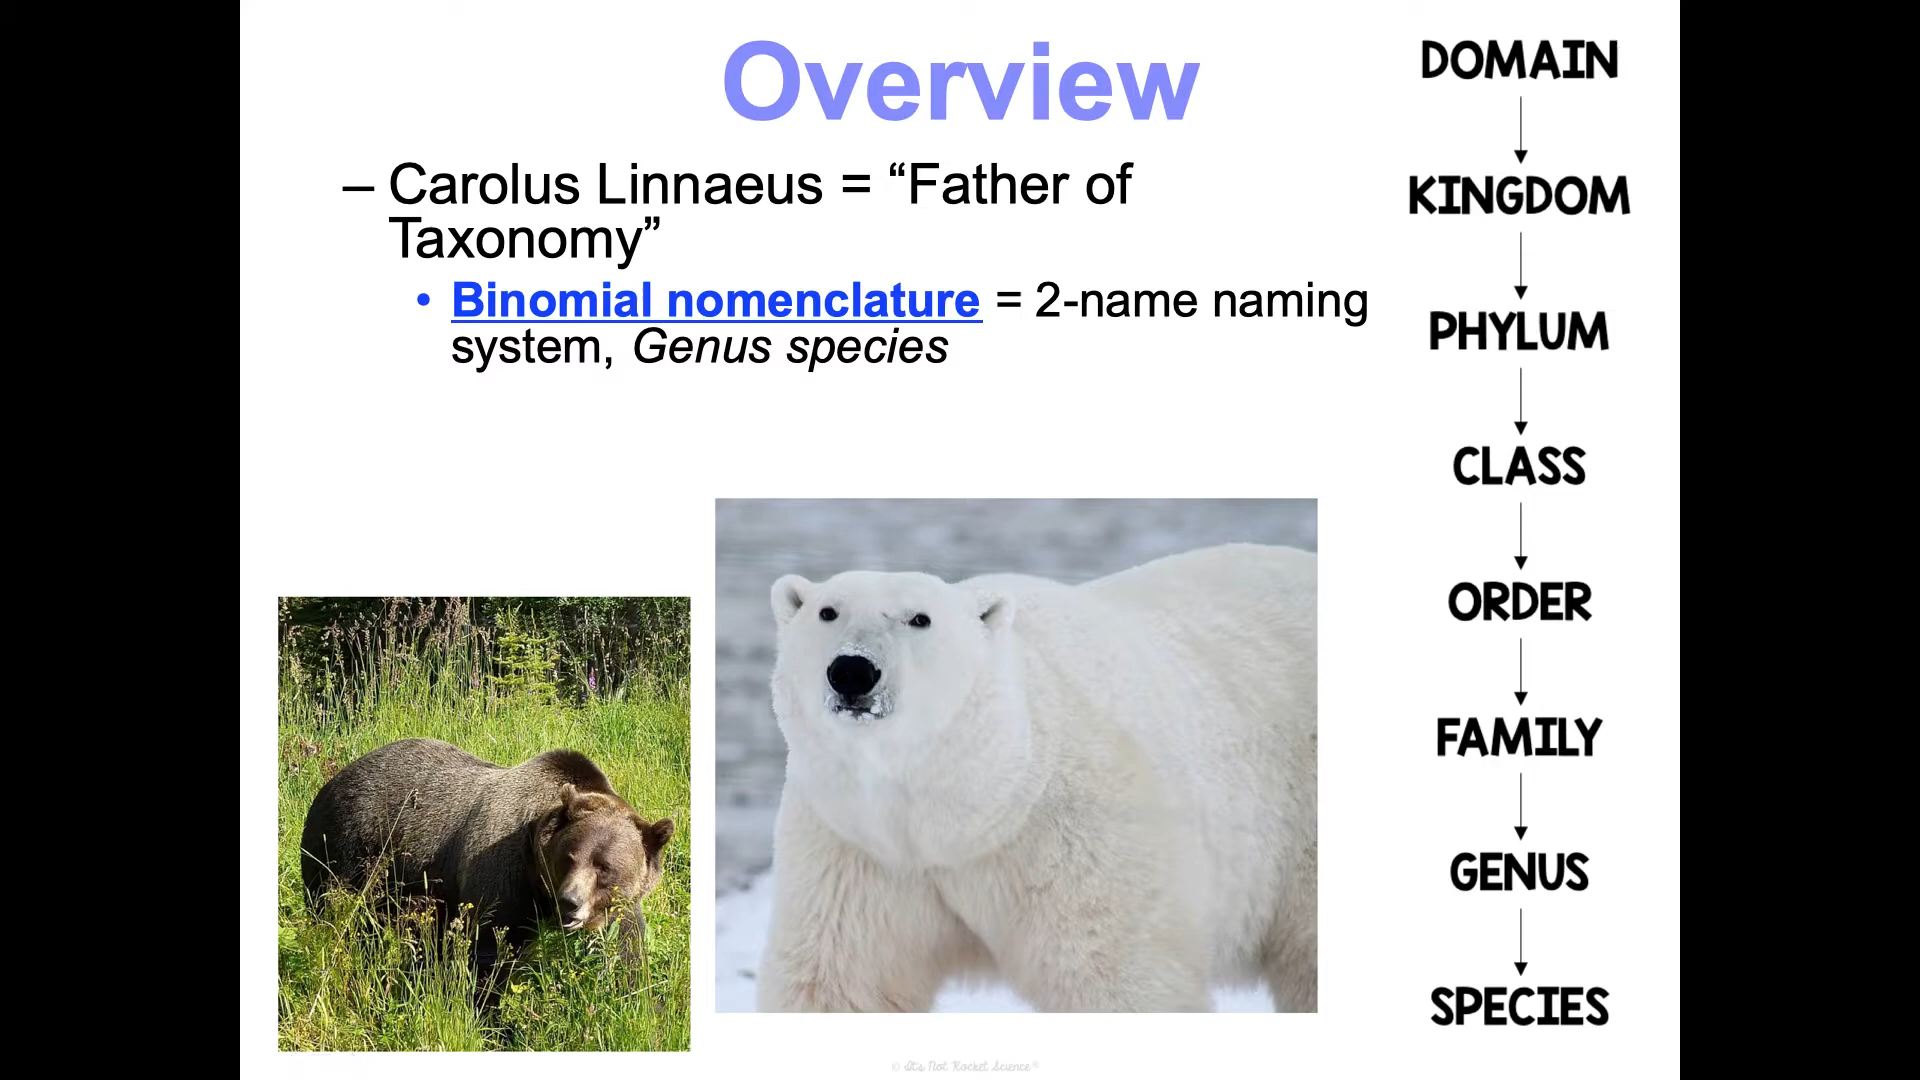 Overview
– Carolus Linnaeus = “Father of
Taxonomy”
• Binomial nomenclature = 2-name naming
system, Genus species
DOMAIN
KINGDOM
PHYLUM
CLASS
ORDER
FAMILY
GENUS
SPECIES
© It's Not Rocket Science®